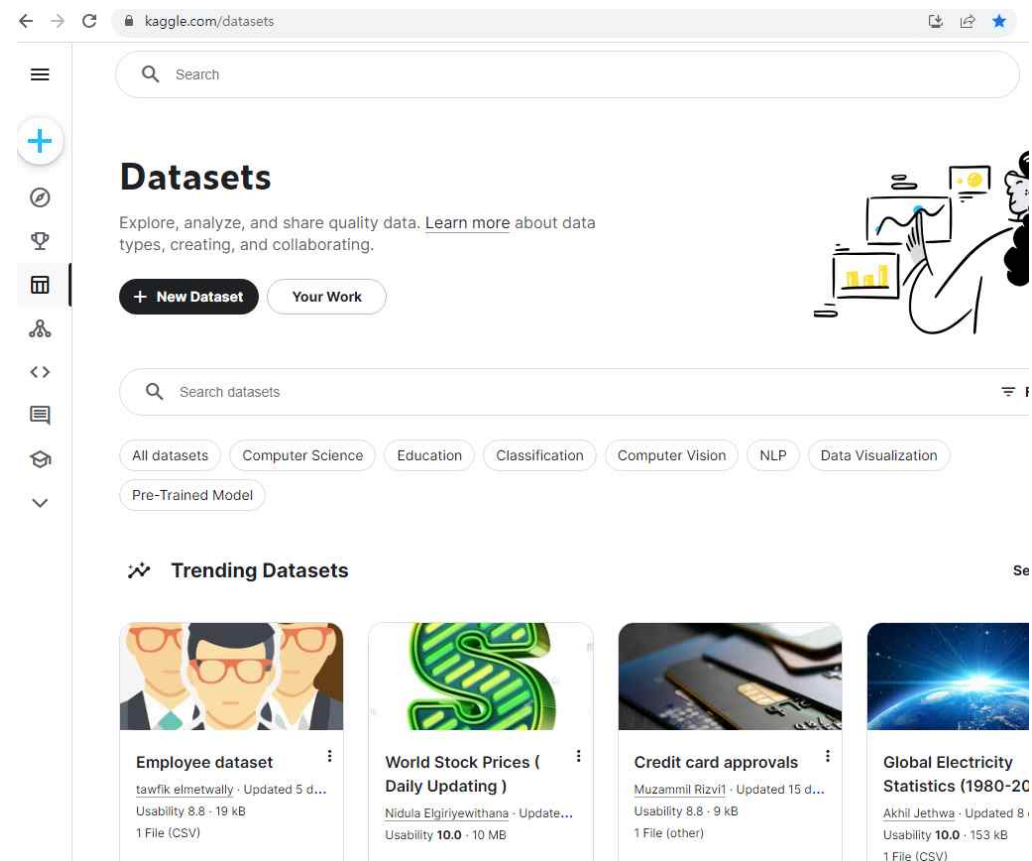 kaggle.com/datasets
Search
Datasets
Explore, analyze, and share quality data. Learn more about data
types, creating, and collaborating.
+ New Dataset
Your Work
Search datasets
All datasets
Computer Science
Education
Classification
Computer Vision
NLP
Data Visualization
Pre-Trained Model
Trending Datasets
Employee dataset
tawfik elmetwally · Updated 5 d...
Usability 8.8 · 19 kB
1 File (CSV)
World Stock Prices (
Daily Updating )
Nidula Elgiriyewithana · Update...
Usability 10.0 · 10 MB
Credit card approvals
Muzammil Rizvi1 · Updated 15 d...
Usability 8.8 · 9 kB
1 File (other)
Global Electricity
Statistics (1980-20
Akhil Jethwa · Updated 8
Usability 10.0 · 153 kB
1 File (CSV)